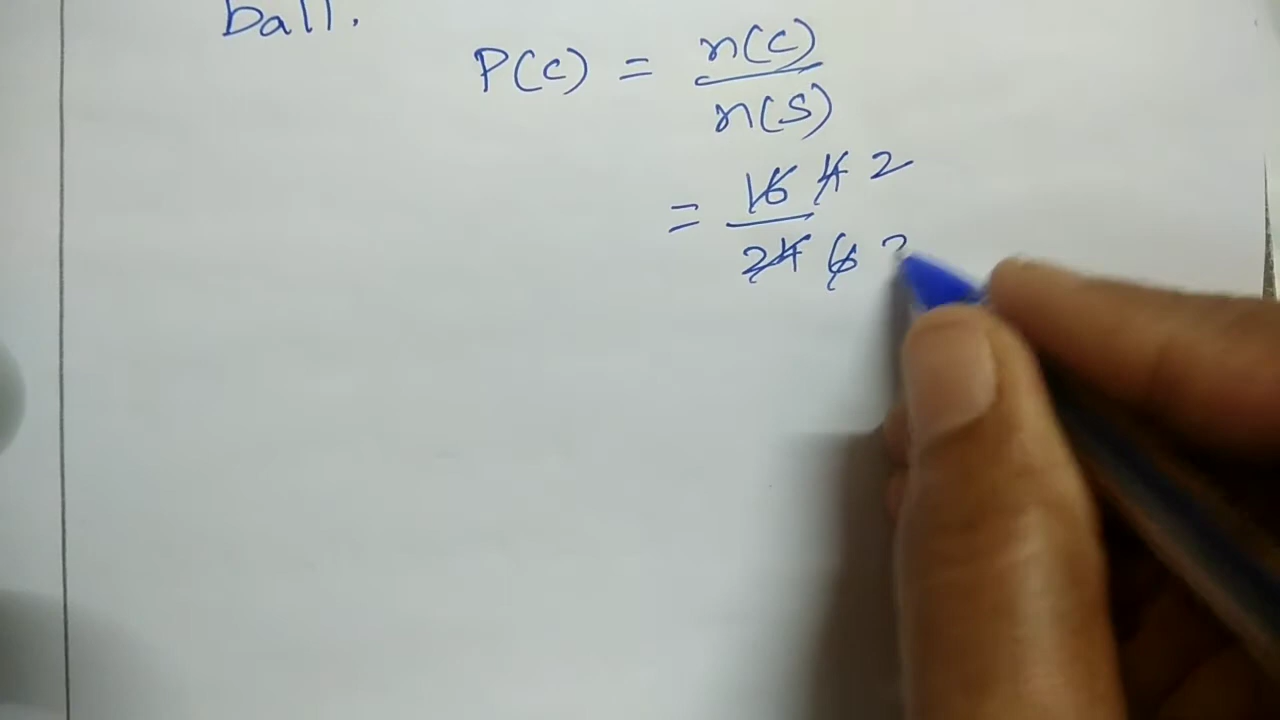 ball.
P(C) = n(C)
n(S)
= 16 4 2
24 6 3